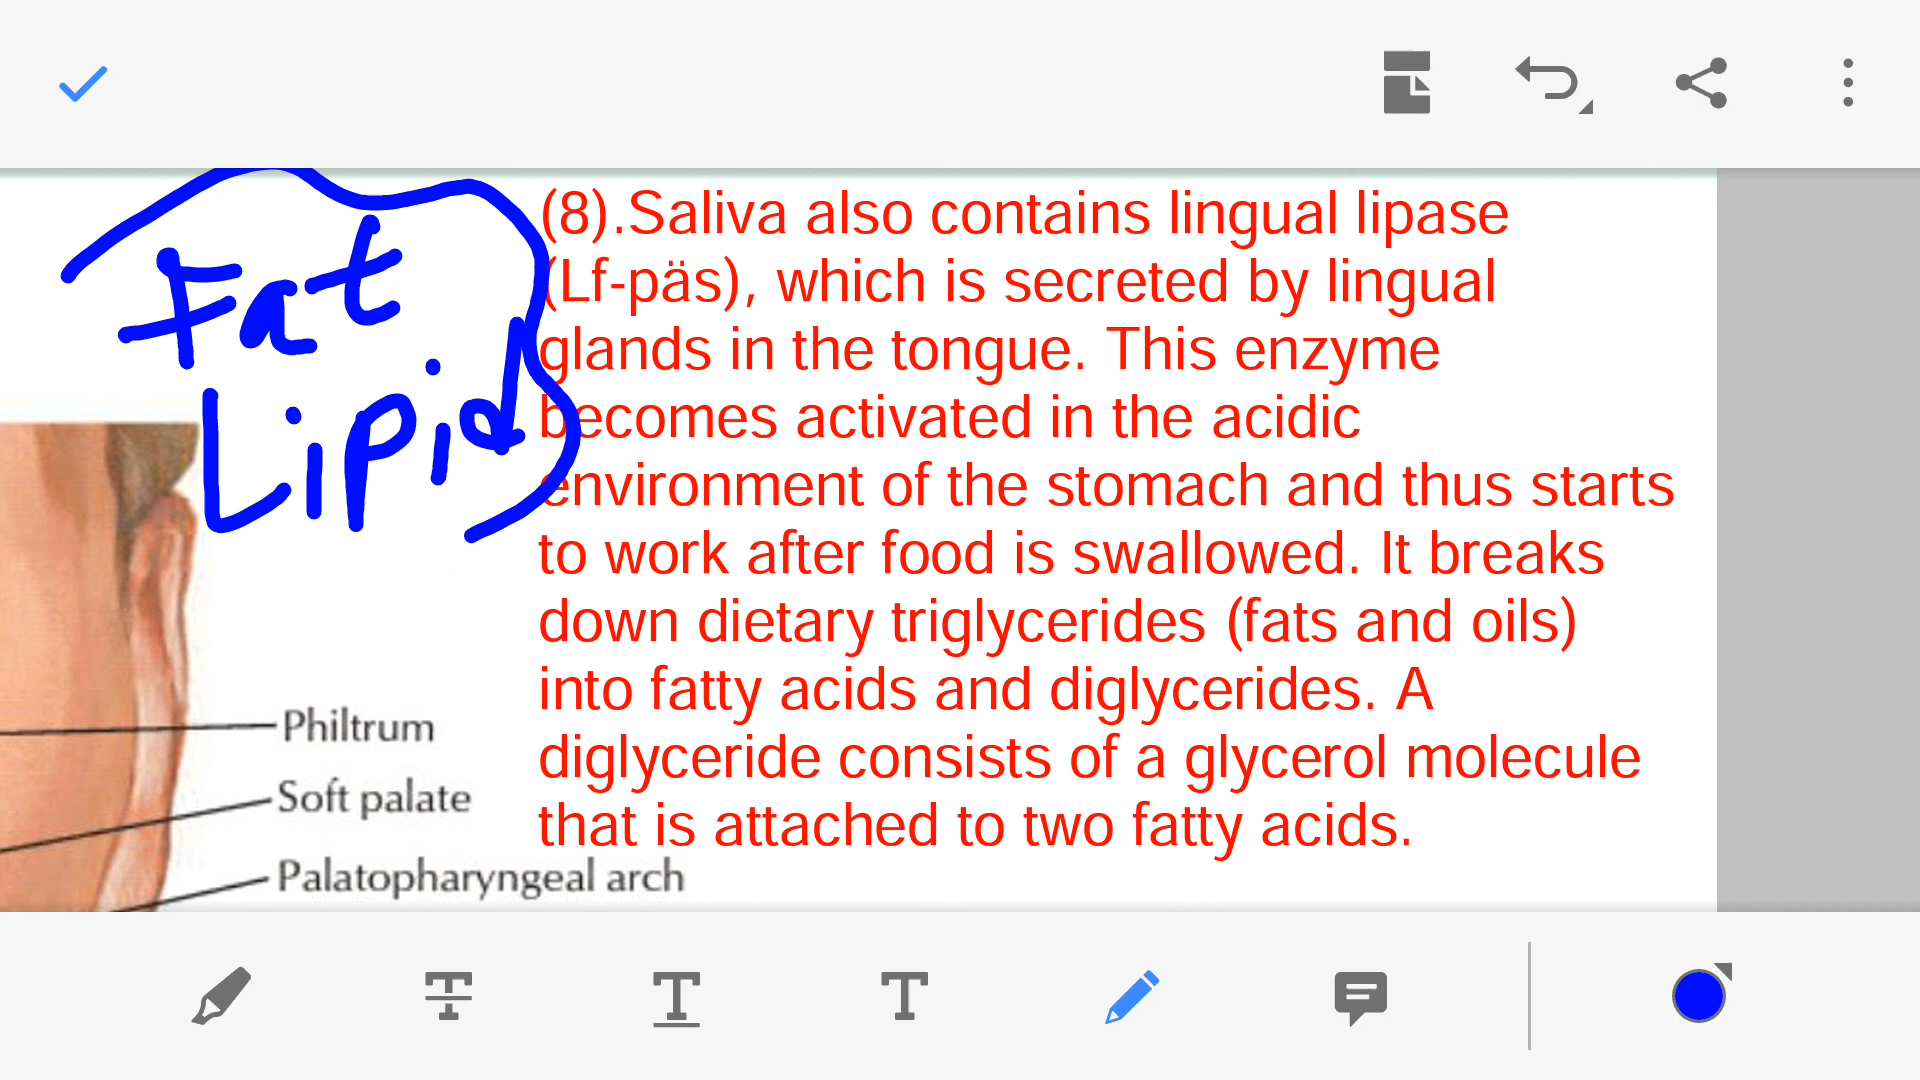 Fat
Lipid
(8).Saliva also contains lingual lipase
(Lf-päs), which is secreted by lingual
glands in the tongue. This enzyme
becomes activated in the acidic
environment of the stomach and thus starts
to work after food is swallowed. It breaks
down dietary triglycerides (fats and oils)
into fatty acids and diglycerides. A
diglyceride consists of a glycerol molecule
that is attached to two fatty acids.
Philtrum
Soft palate
Palatopharyngeal arch